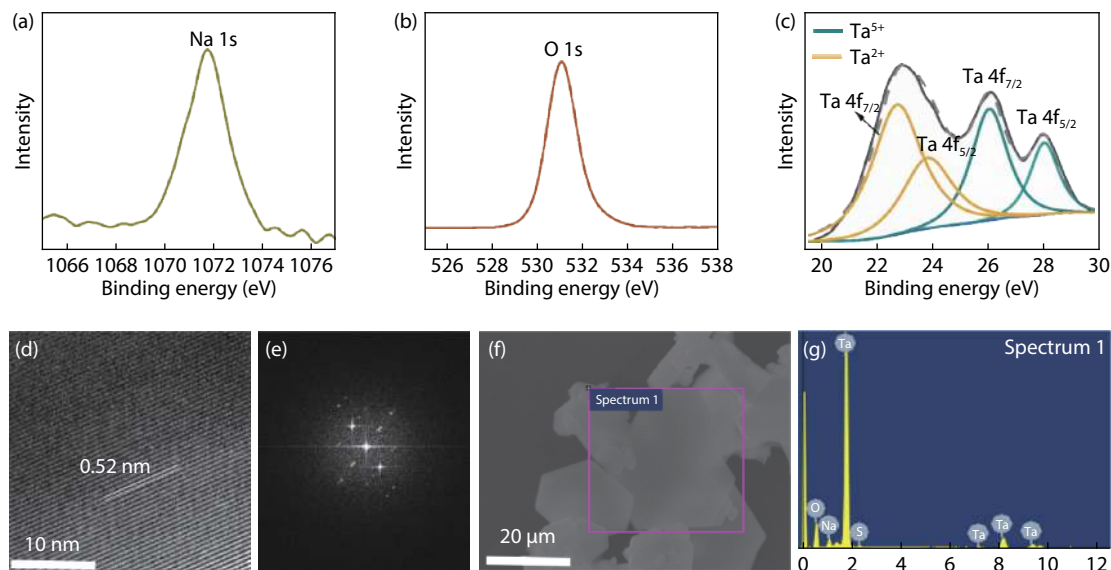 (a)
Na 1s
Intensity
1066 1068 1070 1072 1074 1076
Binding energy (eV)
(b)
O 1s
Intensity
526 528 530 532 534 536 538
Binding energy (eV)
(c)
Ta⁵⁺
Ta²⁺
Ta 4f₇/₂
Ta 4f₅/₂
Ta 4f₇/₂
Ta 4f₅/₂
Intensity
20 22 24 26 28 30
Binding energy (eV)
(d)
0.52 nm
10 nm
(e)
(f)
Spectrum 1
20 μm
(g)
Spectrum 1
Ta
O
Na
S
Ta
Ta
Ta
0 2 4 6 8 10 12